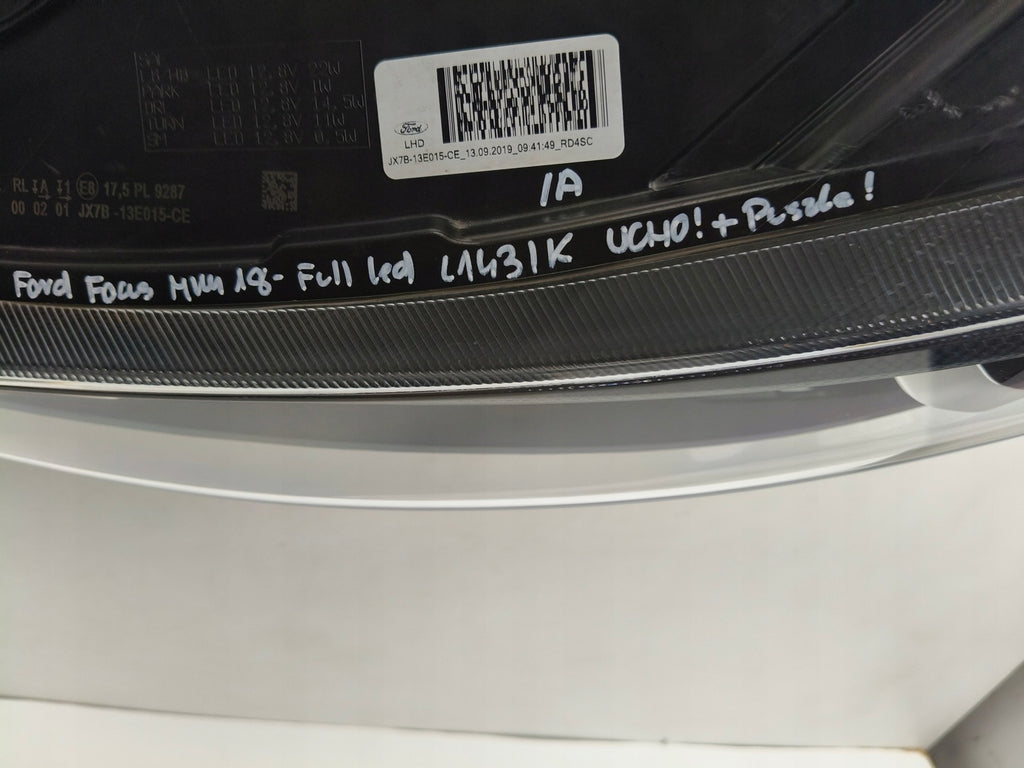 LB/HB LED 12,8V 22W
PARK LED 12,8V 1W
DRL LED 12,8V 14,5W
TURN LED 12,8V 11W
SM LED 12,8V 0,5W
Ford
LHD
JX7B-13E015-CE_13.09.2019_09:41:49_RD4SC
RL 1A 11 E8 17,5 PL 9287
00 02 01 JX7B -13E015-CE
/A
Ford Focus MK4 18- Full Led L1431K UCHO! + Puszka!